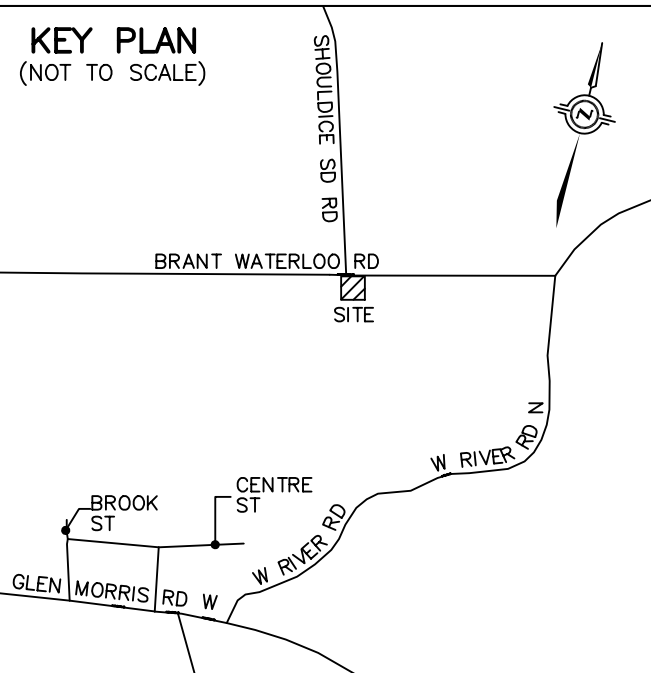 KEY PLAN
(NOT TO SCALE)
SHOULDICE SD RD
N
BRANT WATERLOO RD
SITE
W RIVER RD N
CENTRE
ST
BROOK
ST
W RIVER RD
GLEN MORRIS RD W